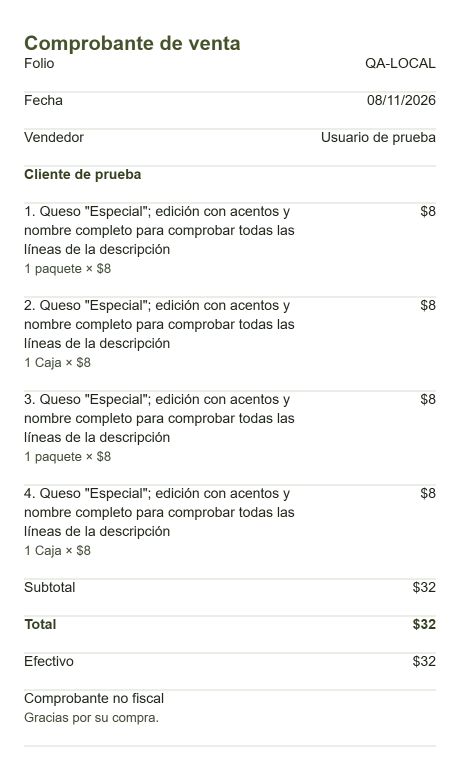 Comprobante de venta
Folio QA-LOCAL
Fecha 08/11/2026
Vendedor Usuario de prueba
Cliente de prueba
1. Queso "Especial"; edición con acentos y $8
nombre completo para comprobar todas las
líneas de la descripción
1 paquete × $8
2. Queso "Especial"; edición con acentos y $8
nombre completo para comprobar todas las
líneas de la descripción
1 Caja × $8
3. Queso "Especial"; edición con acentos y $8
nombre completo para comprobar todas las
líneas de la descripción
1 paquete × $8
4. Queso "Especial"; edición con acentos y $8
nombre completo para comprobar todas las
líneas de la descripción
1 Caja × $8
Subtotal $32
Total $32
Efectivo $32
Comprobante no fiscal
Gracias por su compra.